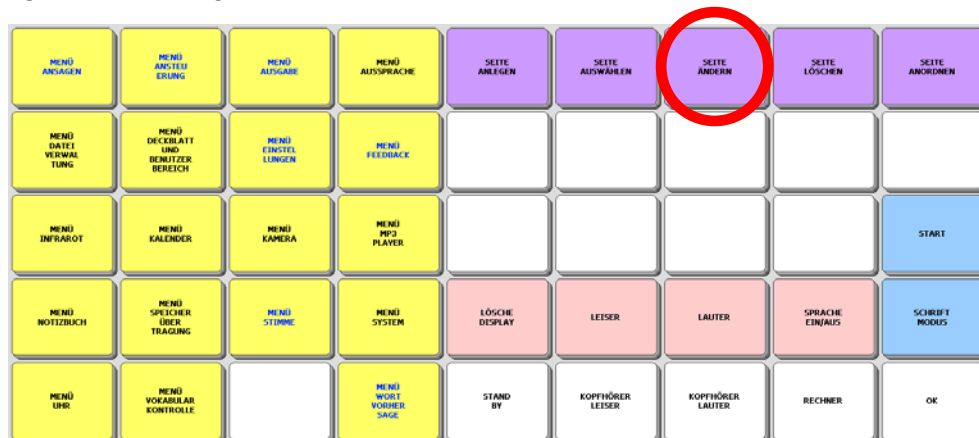 MENÜ
ANSAGEN
MENÜ
ANSTEU
ERUNG
MENÜ
AUSGABE
MENÜ
AUSSPRACHE
SEITE
ANLEGEN
SEITE
AUSWÄHLEN
SEITE
ÄNDERN
SEITE
LÖSCHEN
SEITE
ANORDNEN
MENÜ
DATEI
VERWAL
TUNG
MENÜ
DECKBLATT
UND
BENUTZER
BEREICH
MENÜ
EINSTEL
LUNGEN
MENÜ
FEEDBACK
MENÜ
INFRAROT
MENÜ
KALENDER
MENÜ
KAMERA
MENÜ
MP3
PLAYER
START
MENÜ
NOTIZBUCH
MENÜ
SPEICHER
ÜBER
TRAGUNG
MENÜ
STIMME
MENÜ
SYSTEM
LÖSCHE
DISPLAY
LEISER
LAUTER
SPRACHE
EIN/AUS
SCHRIFT
MODUS
MENÜ
UHR
MENÜ
VOKABULAR
KONTROLLE
MENÜ
WORT
VORHER
SAGE
STAND
BY
KOPFHÖRER
LEISER
KOPFHÖRER
LAUTER
RECHNER
OK